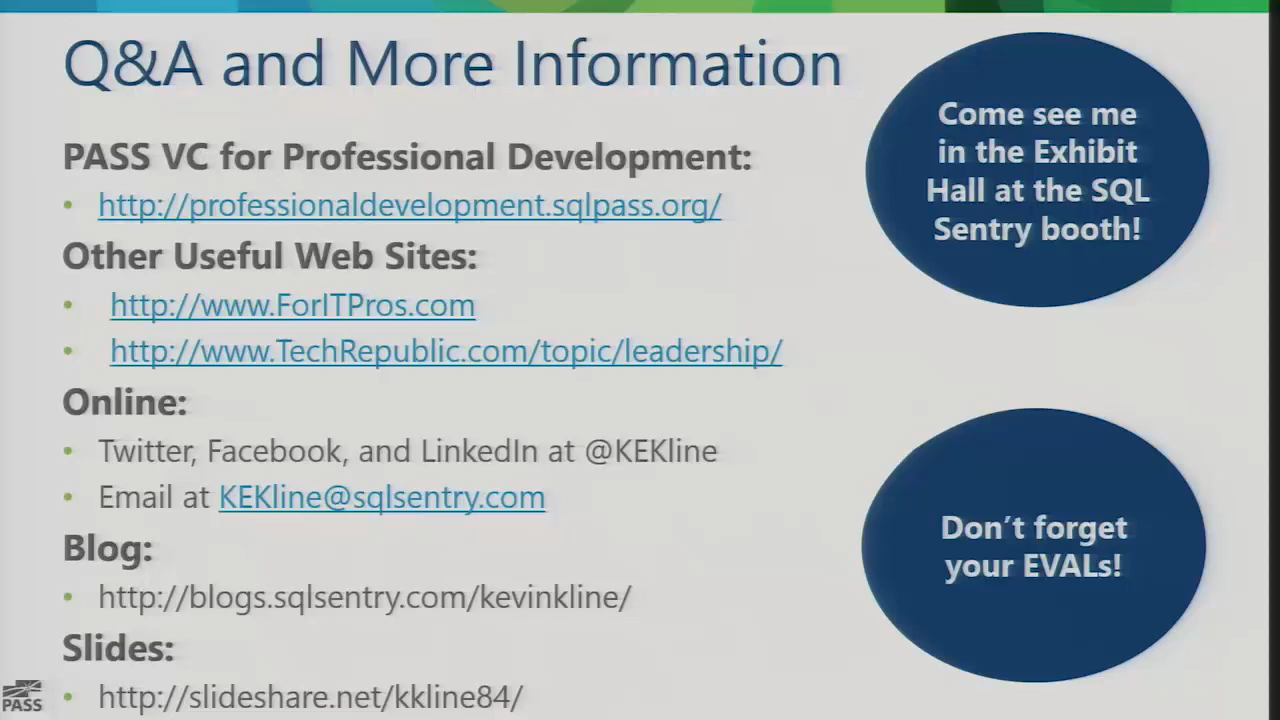 Q&A and More Information
PASS VC for Professional Development:
• http://professionaldevelopment.sqlpass.org/
Other Useful Web Sites:
• http://www.ForITPros.com
• http://www.TechRepublic.com/topic/leadership/
Online:
• Twitter, Facebook, and LinkedIn at @KEKline
• Email at KEKline@sqlsentry.com
Blog:
• http://blogs.sqlsentry.com/kevinkline/
Slides:
• http://slideshare.net/kkline84/
Come see me
in the Exhibit
Hall at the SQL
Sentry booth!
Don’t forget
your EVALs!
PASS